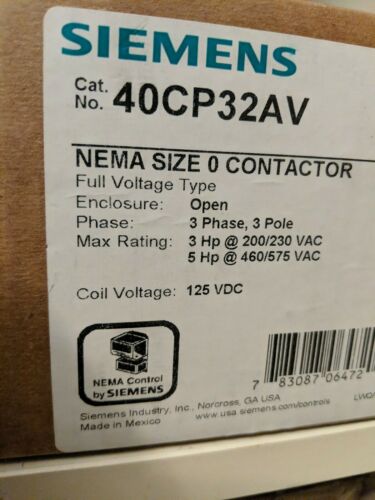 SIEMENS
Cat.
No. 40CP32AV
NEMA SIZE 0 CONTACTOR
Full Voltage Type
Enclosure: Open
Phase: 3 Phase, 3 Pole
Max Rating: 3 Hp @ 200/230 VAC
5 Hp @ 460/575 VAC
Coil Voltage: 125 VDC
NEMA Control
by SIEMENS
7 83087 06472
Siemens Industry, Inc., Norcross, GA USA
Made in Mexico www.usa.siemens.com/controls